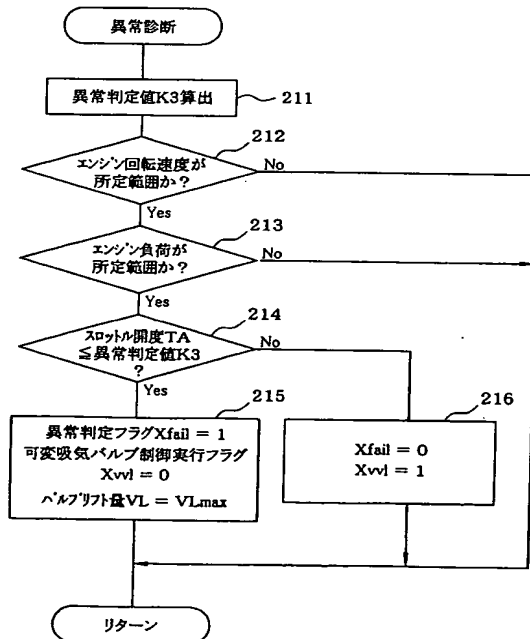 異常診断
異常判定値K3算出
211
212
エンジン回転速度が
所定範囲か？
No
Yes
213
エンジン負荷が
所定範囲か？
No
Yes
214
スロットル開度TA
≦異常判定値K3
？
No
Yes
215
異常判定フラグXfail = 1
可変吸気バルブ制御実行フラグ
Xvvl = 0
バルブリフト量VL = VLmax
216
Xfail = 0
Xvvl = 1
リターン